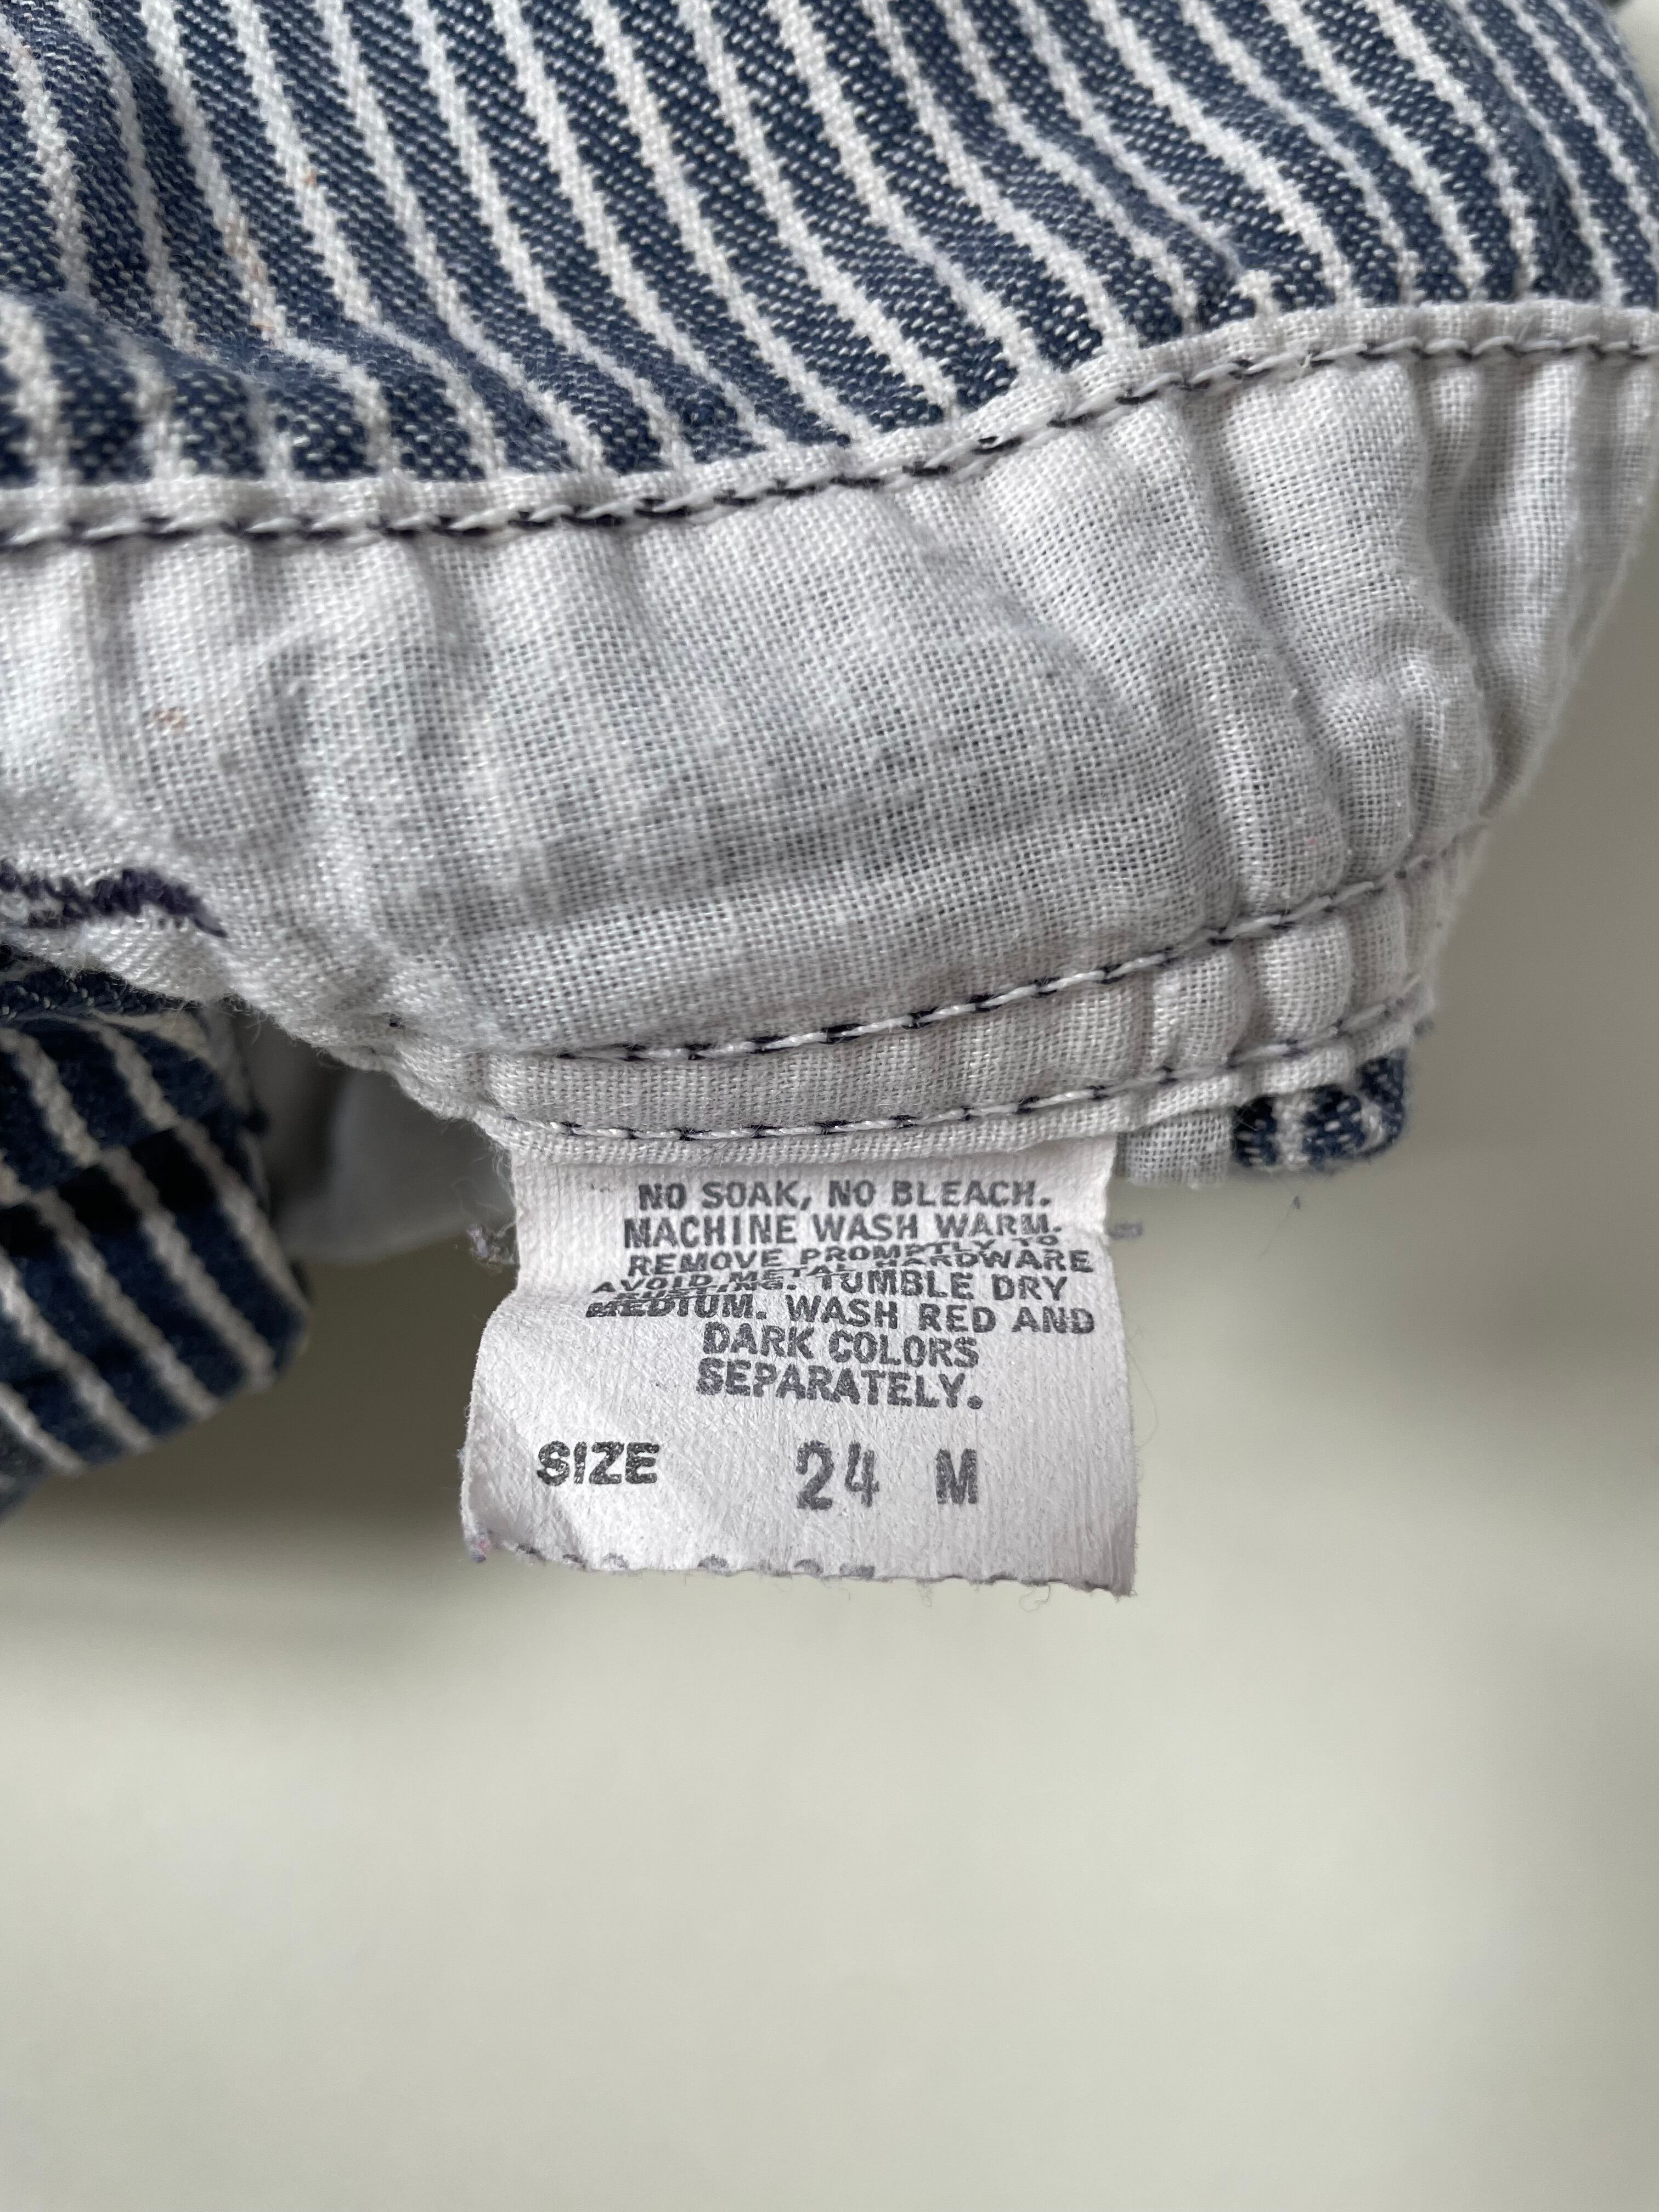 NO SOAK, NO BLEACH.
MACHINE WASH WARM.
REMOVE PROMPTLY TO
AVOID METAL HARDWARE
RUSTING. TUMBLE DRY
MEDIUM. WASH RED AND
DARK COLORS
SEPARATELY.
SIZE 24 M